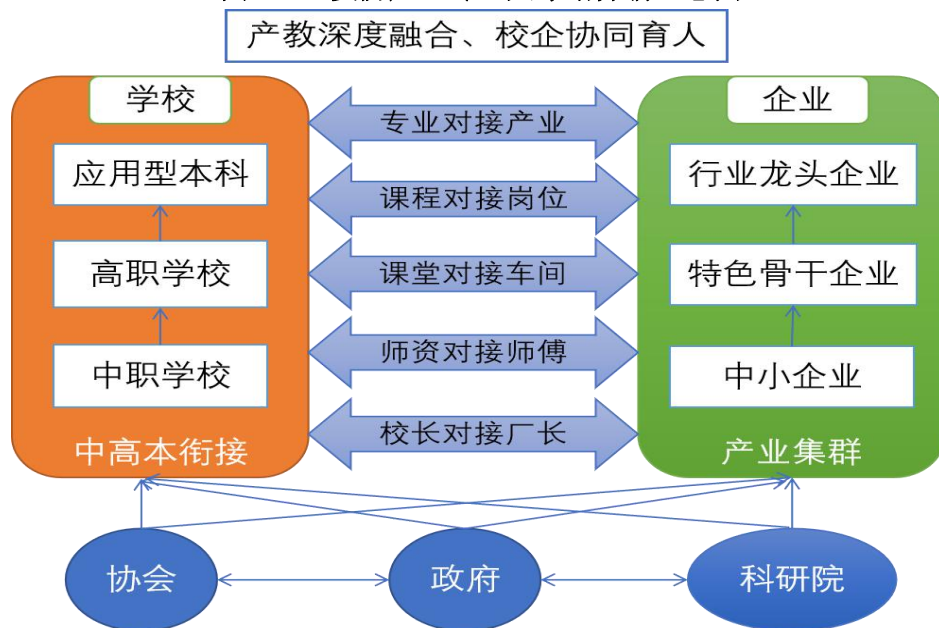 产教深度融合、校企协同育人
学校
企业
专业对接产业
应用型本科
行业龙头企业
课程对接岗位
高职学校
特色骨干企业
课堂对接车间
师资对接师傅
中职学校
中小企业
校长对接厂长
中高本衔接
产业集群
协会
政府
科研院